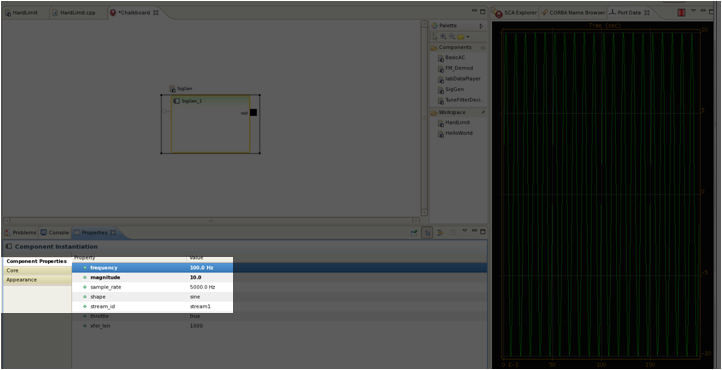 HardLimit
HardLimit.cpp
*Chalkboard
SigGen
SigGen_1
out
Palette
Components
BasicAC
FM_Demod
SigGen
TuneFilterDeci...
Workspace
HardLimit
HelloWorld
SCA Explorer
CORBA Name Browser
Port Data
Problems
Console
Properties
Component Instantiation
Component Properties
Core
Appearance
Property Value
frequency 100.0 Hz
magnitude 10.0
sample_rate 5000.0 Hz
shape sine
stream_id stream1
throttle true
xfer_len 1000